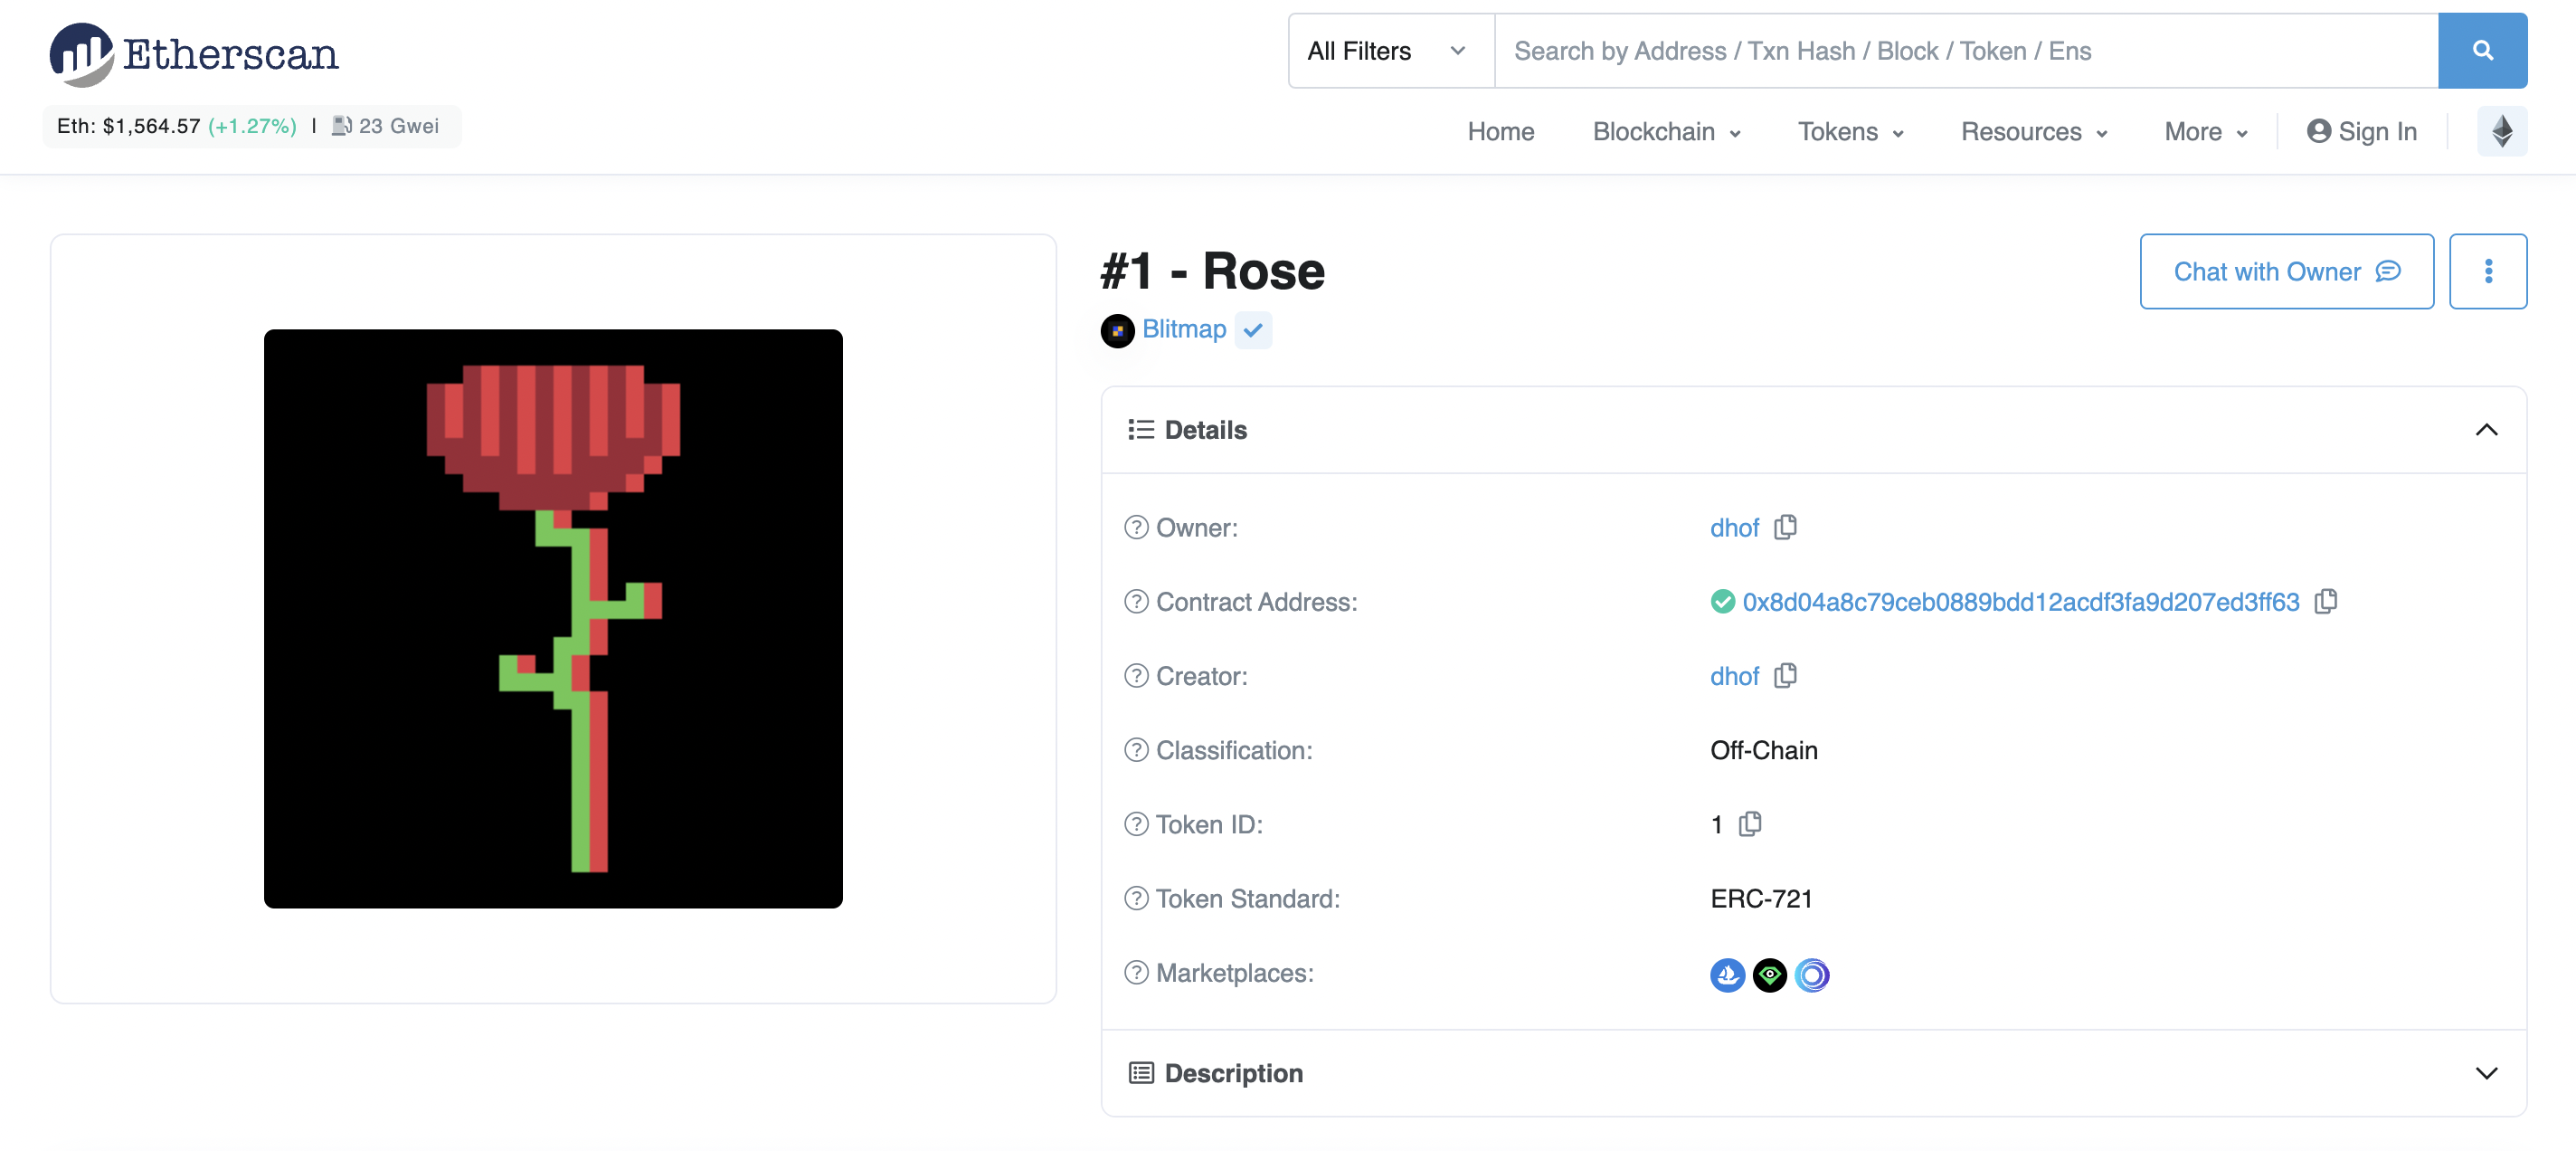 Etherscan
All Filters
Search by Address / Txn Hash / Block / Token / Ens
Eth: $1,564.57 (+1.27%) | 23 Gwei
Home Blockchain Tokens Resources More Sign In
#1 - Rose
Chat with Owner
Blitmap
Details
Owner: dhof
Contract Address: 0x8d04a8c79ceb0889bdd12acdf3fa9d207ed3ff63
Creator: dhof
Classification: Off-Chain
Token ID: 1
Token Standard: ERC-721
Marketplaces:
Description